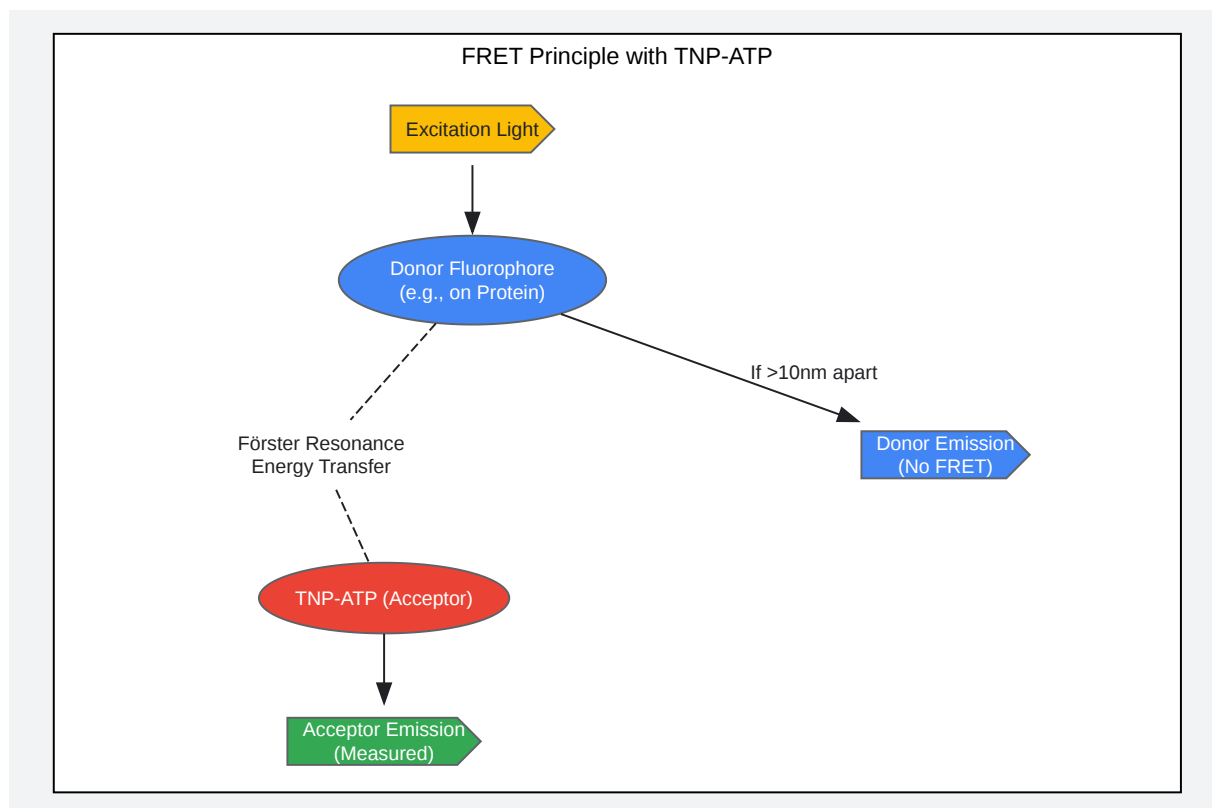 FRET Principle with TNP-ATP
Excitation Light
Donor Fluorophore
(e.g., on Protein)
If >10nm apart
Förster Resonance
Energy Transfer
Donor Emission
(No FRET)
TNP-ATP (Acceptor)
Acceptor Emission
(Measured)